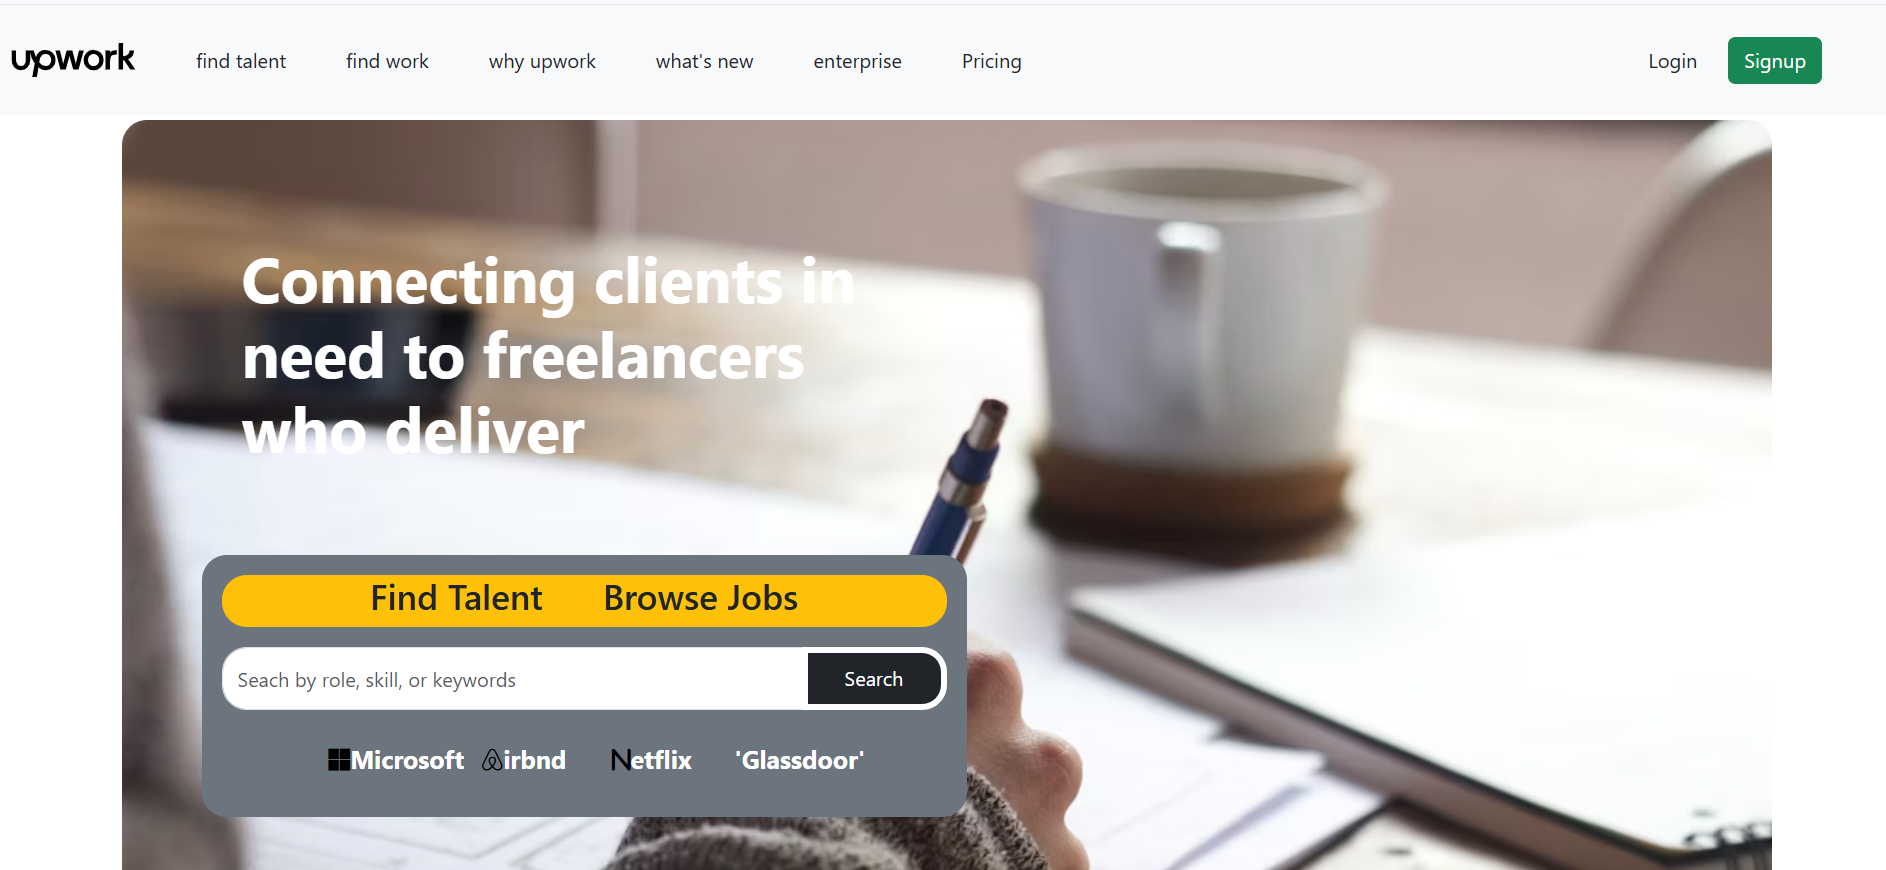 upwork find talent find work why upwork what's new enterprise Pricing Login Signup
Connecting clients in
need to freelancers
who deliver
Find Talent Browse Jobs
Seach by role, skill, or keywords Search
Microsoft irbnd Netflix 'Glassdoor'